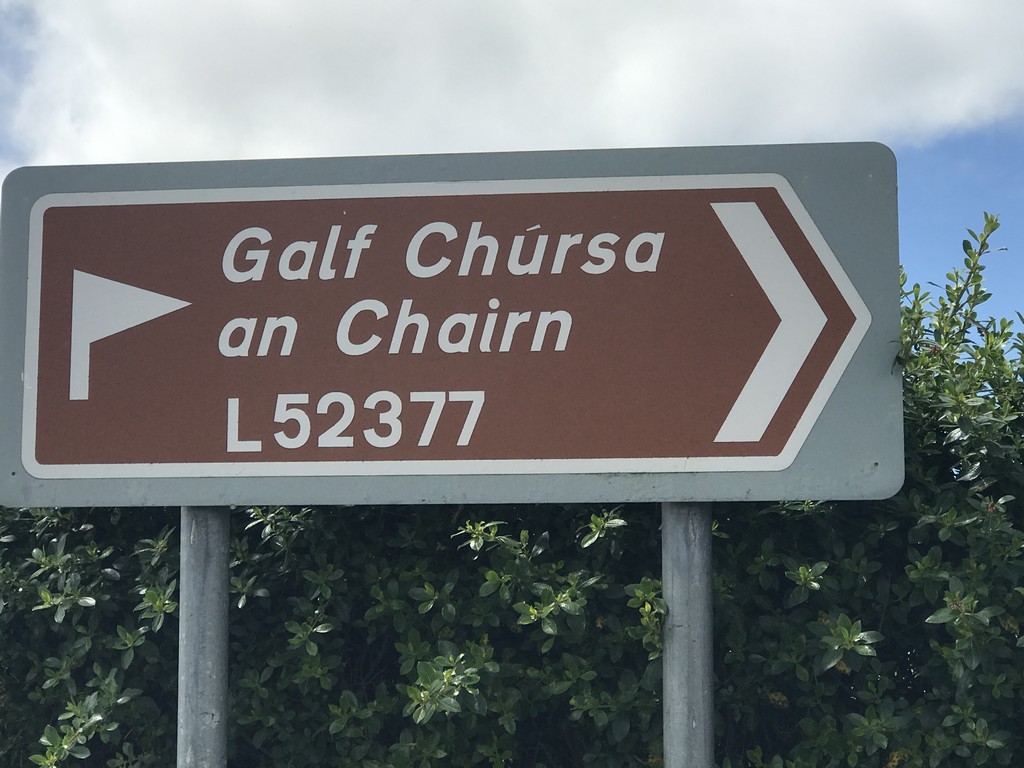 Galf Chúrsa
an Chairn
L52377